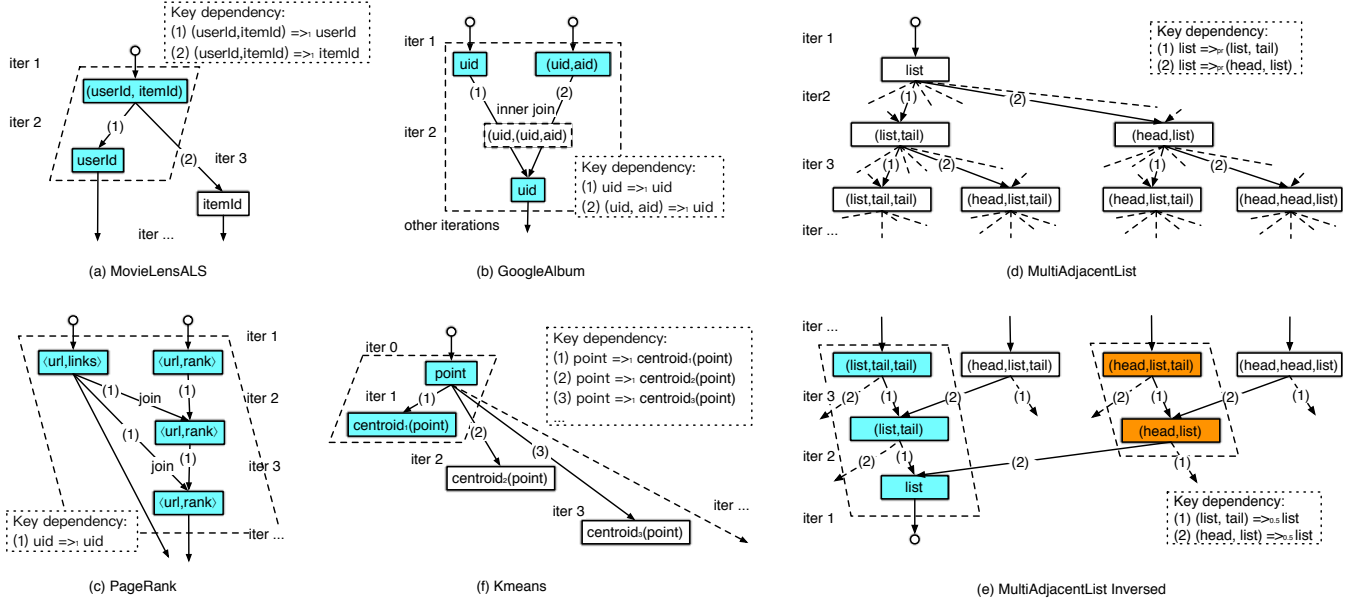 Key dependency:
(1) (userId,itemId) =>₁ userId
(2) (userId,itemId) =>₁ itemId
iter 1
(userId, itemId)
iter 2
(1)
(2)
iter 3
userId
itemId
iter ...
(a) MovieLensALS
iter 1
uid
(uid,aid)
(1)
(2)
inner join
iter 2
(uid,(uid,aid)
Key dependency:
(1) uid =>₁ uid
(2) (uid, aid) =>₁ uid
uid
other iterations
(b) GoogleAlbum
iter 1
Key dependency:
(1) list =>ₚᵣ (list, tail)
(2) list =>ₚᵣ (head, list)
list
iter2
(1)
(2)
(list,tail)
(head,list)
iter 3
(1)
(2)
(1)
(2)
(list,tail,tail)
(head,list,tail)
(head,list,tail)
(head,head,list)
iter ...
(d) MultiAdjacentList
iter 1
⟨url,links⟩
⟨url,rank⟩
(1)
(1)
join
iter 2
⟨url,rank⟩
(1)
(1)
join
iter 3
⟨url,rank⟩
Key dependency:
(1) uid =>₁ uid
iter ...
(c) PageRank
iter 0
Key dependency:
(1) point =>₁ centroid₁(point)
(2) point =>₁ centroid₂(point)
(3) point =>₁ centroid₃(point)
...
point
iter 1
(1)
centroid₁(point)
(2)
(3)
iter 2
centroid₂(point)
iter ...
iter 3
centroid₃(point)
(f) Kmeans
iter ...
(list,tail,tail)
(head,list,tail)
(head,list,tail)
(head,head,list)
iter 3
(2)
(1)
(2)
(1)
(2)
(1)
(2)
(1)
(list,tail)
(head,list)
iter 2
(2)
(1)
(2)
(1)
list
iter 1
Key dependency:
(1) (list, tail) =>₀.₅ list
(2) (head, list) =>₀.₅ list
(e) MultiAdjacentList Inversed